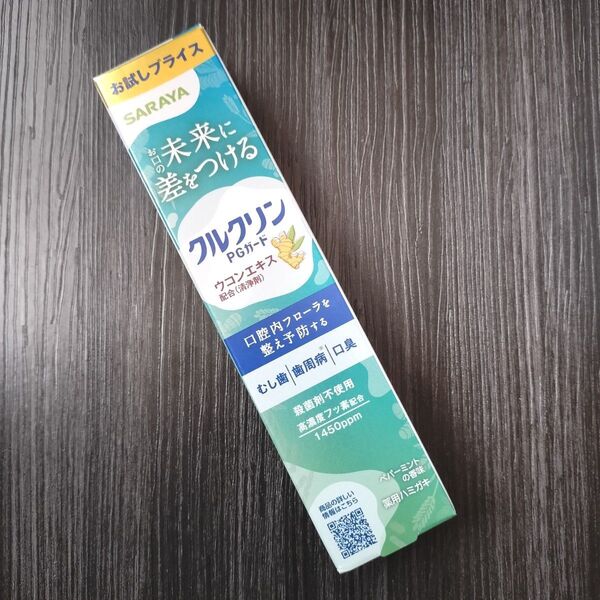 お試しプライス
SARAYA
お口の未来に
差をつける
クルクリン
PGガード
ウコンエキス
配合(清浄剤)
口腔内フローラを
整え予防する
むし歯 歯周病※ 口臭
殺菌剤不使用
高濃度フッ素配合
1450ppm
ペパーミント
の香味
薬用ハミガキ
商品の詳しい
情報はこちら